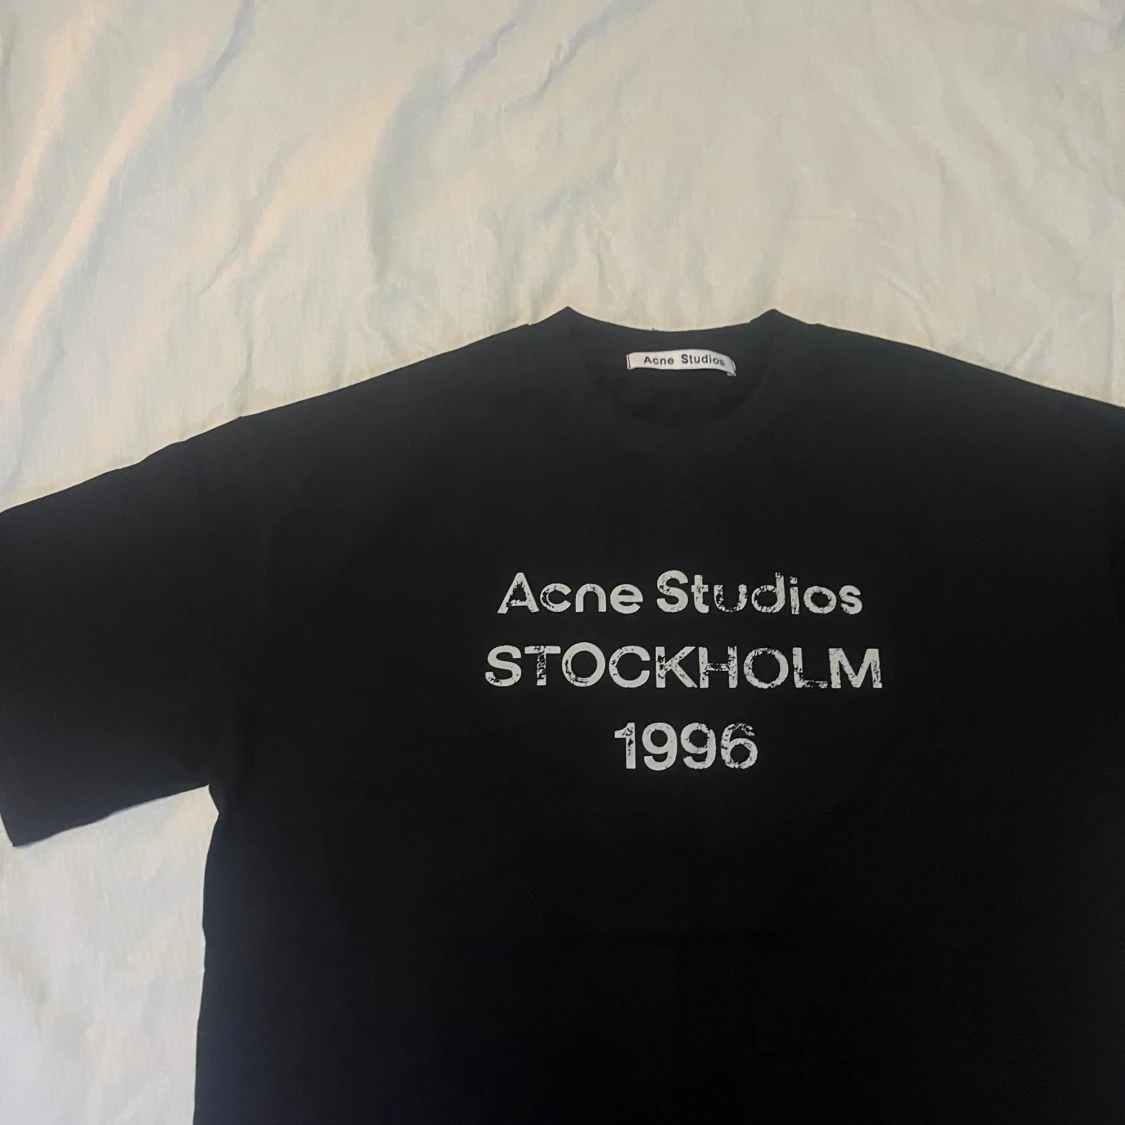 Acne Studios
Acne Studios
STOCKHOLM
1996